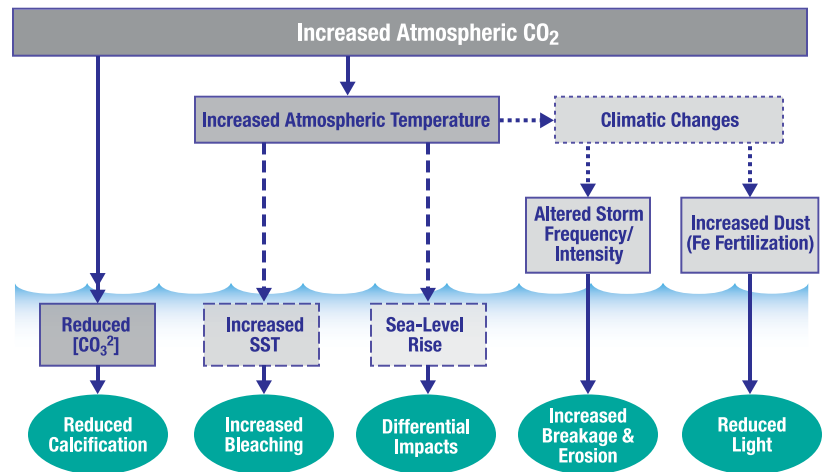 Increased Atmospheric CO₂
Increased Atmospheric Temperature
Climatic Changes
Altered Storm
Frequency/
Intensity
Increased Dust
(Fe Fertilization)
Reduced
[CO₃²]
Increased
SST
Sea-Level
Rise
Reduced
Calcification
Increased
Bleaching
Differential
Impacts
Increased
Breakage &
Erosion
Reduced
Light